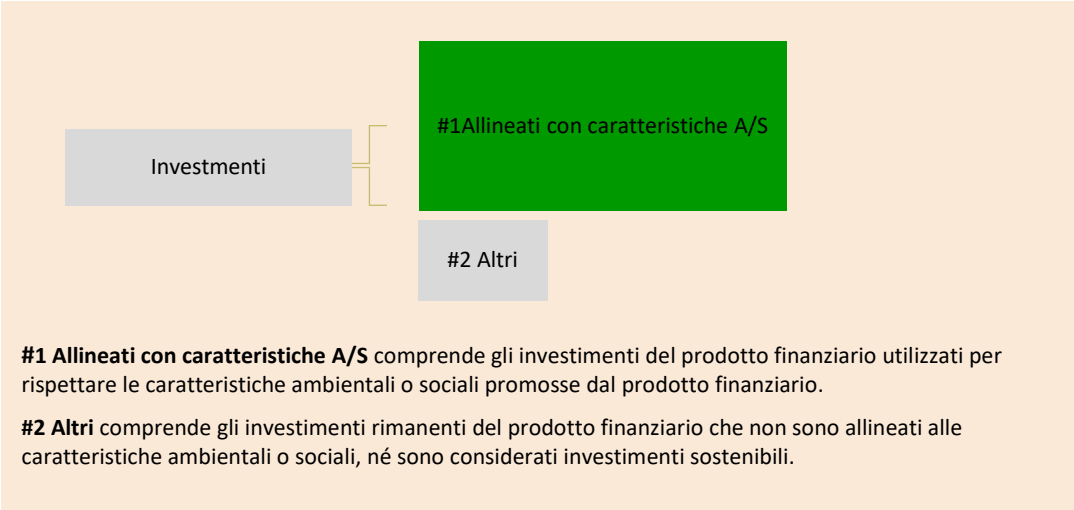 #1Allineati con caratteristiche A/S
Investmenti
#2 Altri
#1 Allineati con caratteristiche A/S comprende gli investimenti del prodotto finanziario utilizzati per
rispettare le caratteristiche ambientali o sociali promosse dal prodotto finanziario.
#2 Altri comprende gli investimenti rimanenti del prodotto finanziario che non sono allineati alle
caratteristiche ambientali o sociali, né sono considerati investimenti sostenibili.